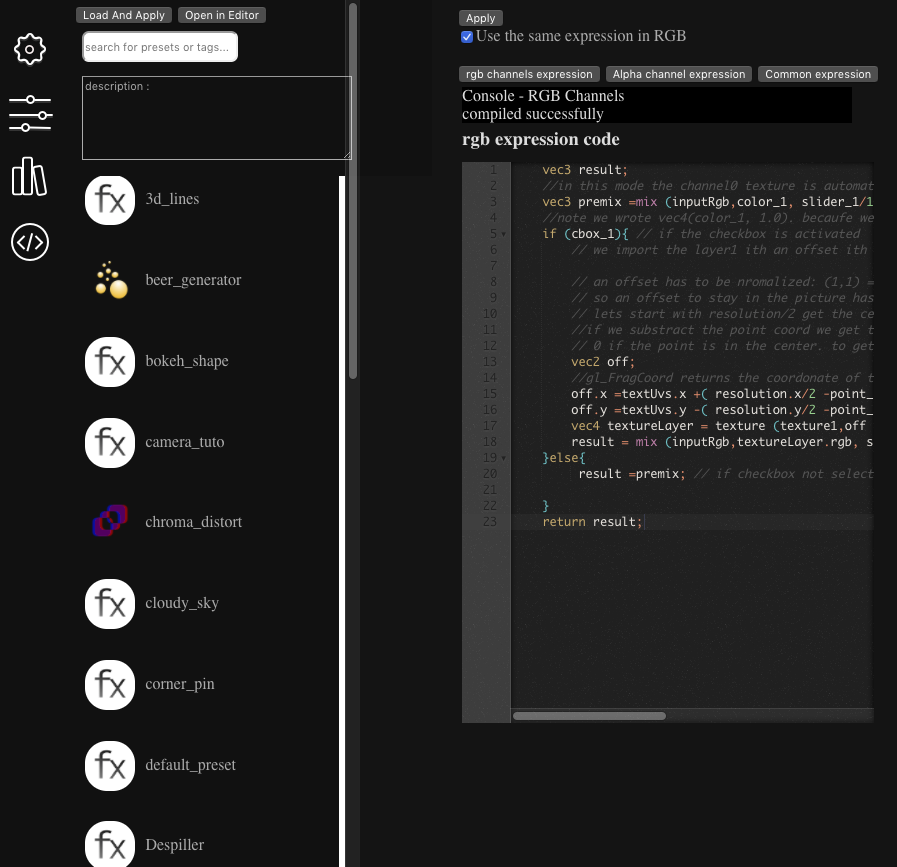 Load And Apply
Open in Editor
search for presets or tags...
description :
fx 3d_lines
beer_generator
fx bokeh_shape
fx camera_tuto
chroma_distort
fx cloudy_sky
fx corner_pin
fx default_preset
fx Despiller
Apply
Use the same expression in RGB
rgb channels expression
Alpha channel expression
Common expression
Console - RGB Channels
compiled successfully
rgb expression code
1 vec3 result;
2 //in this mode the channel0 texture is automat
3 vec3 premix =mix (inputRgb,color_1, slider_1/1
4 //note we wrote vec4(color_1, 1.0). becaufe we
5 if (cbox_1){ // if the checkbox is activated
6 // we import the layer1 ith an offset ith
7
8 // an offset has to be nromalized: (1,1) =
9 // so an offset to stay in the picture has
10 // lets start with resolution/2 get the ce
11 //if we substract the point coord we get t
12 // 0 if the point is in the center. to get
13 vec2 off;
14 //gl_FragCoord returns the coordonate of t
15 off.x =textUvs.x +( resolution.x/2 -point_
16 off.y =textUvs.y -( resolution.y/2 -point_
17 vec4 textureLayer = texture (texture1,off
18 result = mix (inputRgb,textureLayer.rgb, s
19 }else{
20 result =premix; // if checkbox not select
21
22 }
23 return result;